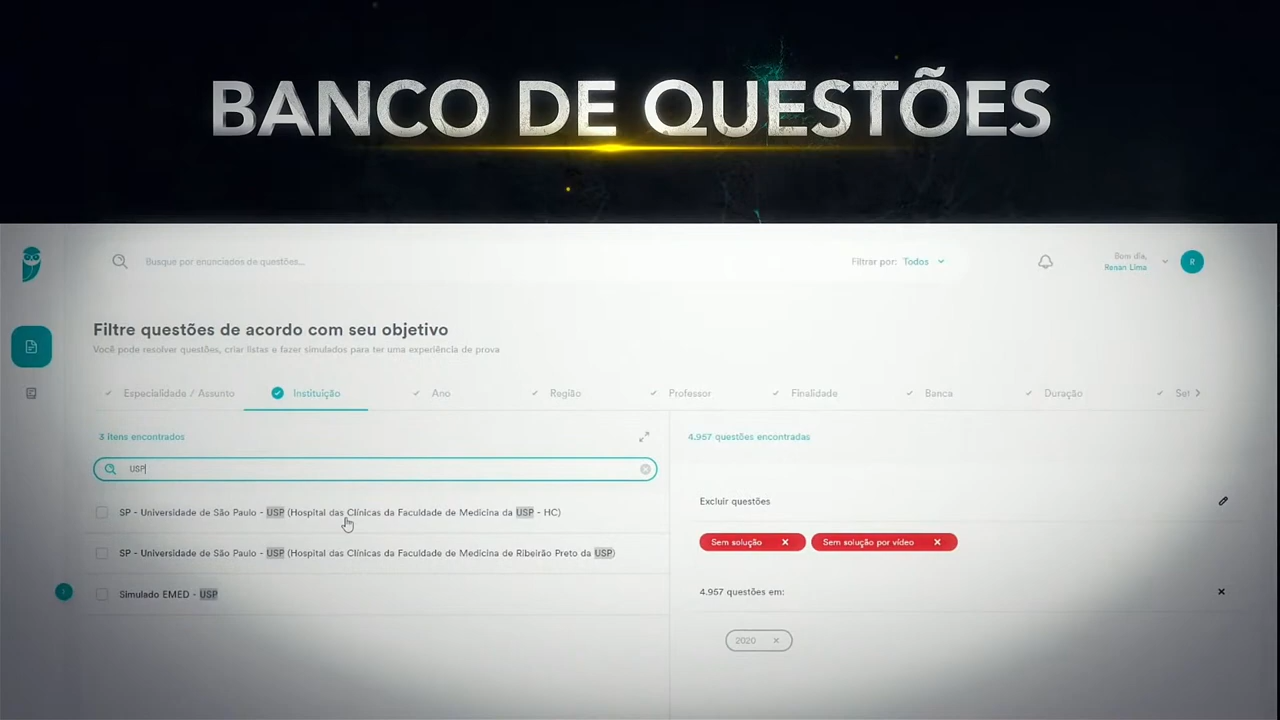 BANCO DE QUESTÕES
Busque por enunciados de questões...
Filtrar por: Todos
Bom dia,
Renan Lima
R
Filtre questões de acordo com seu objetivo
Você pode resolver questões, criar listas e fazer simulados para ter uma experiência de prova
Especialidade / Assunto
Instituição
Ano
Região
Professor
Finalidade
Banca
Duração
Set
3 itens encontrados
4.957 questões encontradas
USP
Excluir questões
SP - Universidade de São Paulo - USP (Hospital das Clínicas da Faculdade de Medicina da USP - HC)
Sem solução
Sem solução por vídeo
SP - Universidade de São Paulo - USP (Hospital das Clínicas da Faculdade de Medicina de Ribeirão Preto da USP)
Simulado EMED - USP
4.957 questões em:
2020